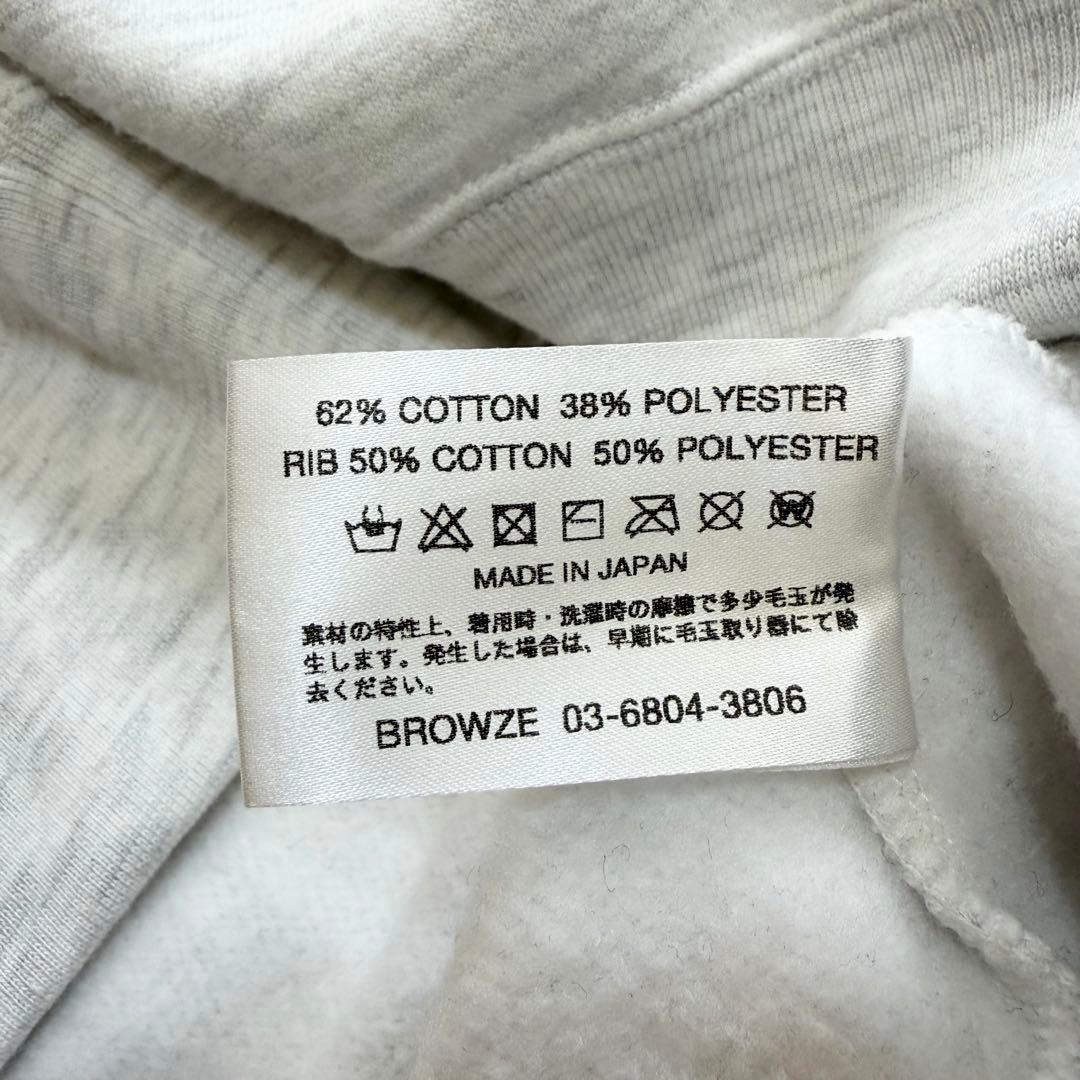 62% COTTON 38% POLYESTER
RIB 50% COTTON 50% POLYESTER
W
MADE IN JAPAN
素材の特性上、着用時・洗濯時の摩擦で多少毛玉が発
生します。発生した場合は、早期に毛玉取り器にて除
去ください。
BROWZE 03-6804-3806